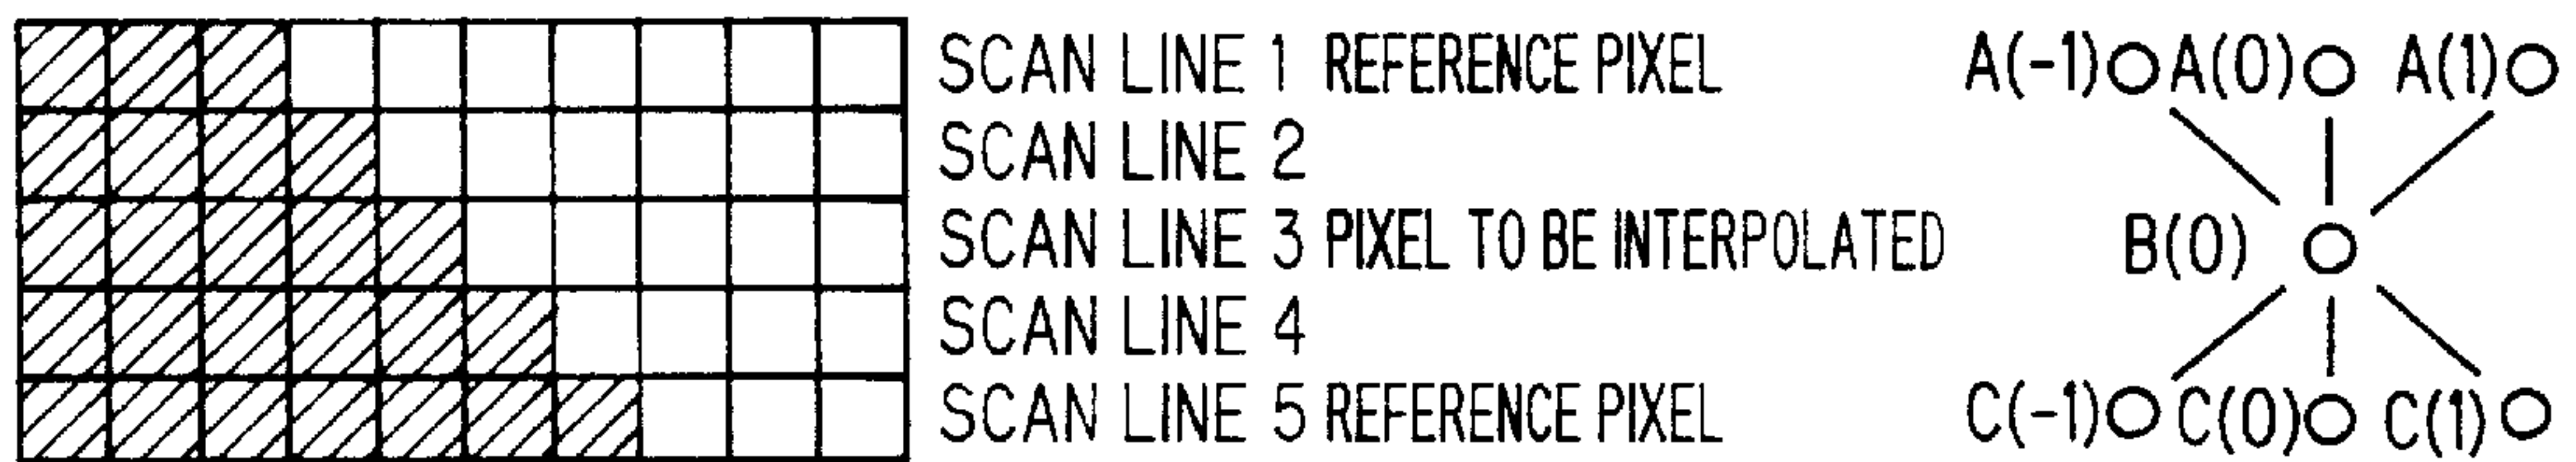 SCAN LINE 1 REFERENCE PIXEL
SCAN LINE 2
SCAN LINE 3 PIXEL TO BE INTERPOLATED
SCAN LINE 4
SCAN LINE 5 REFERENCE PIXEL
A(-1) A(0) A(1)
B(0)
C(-1) C(0) C(1)